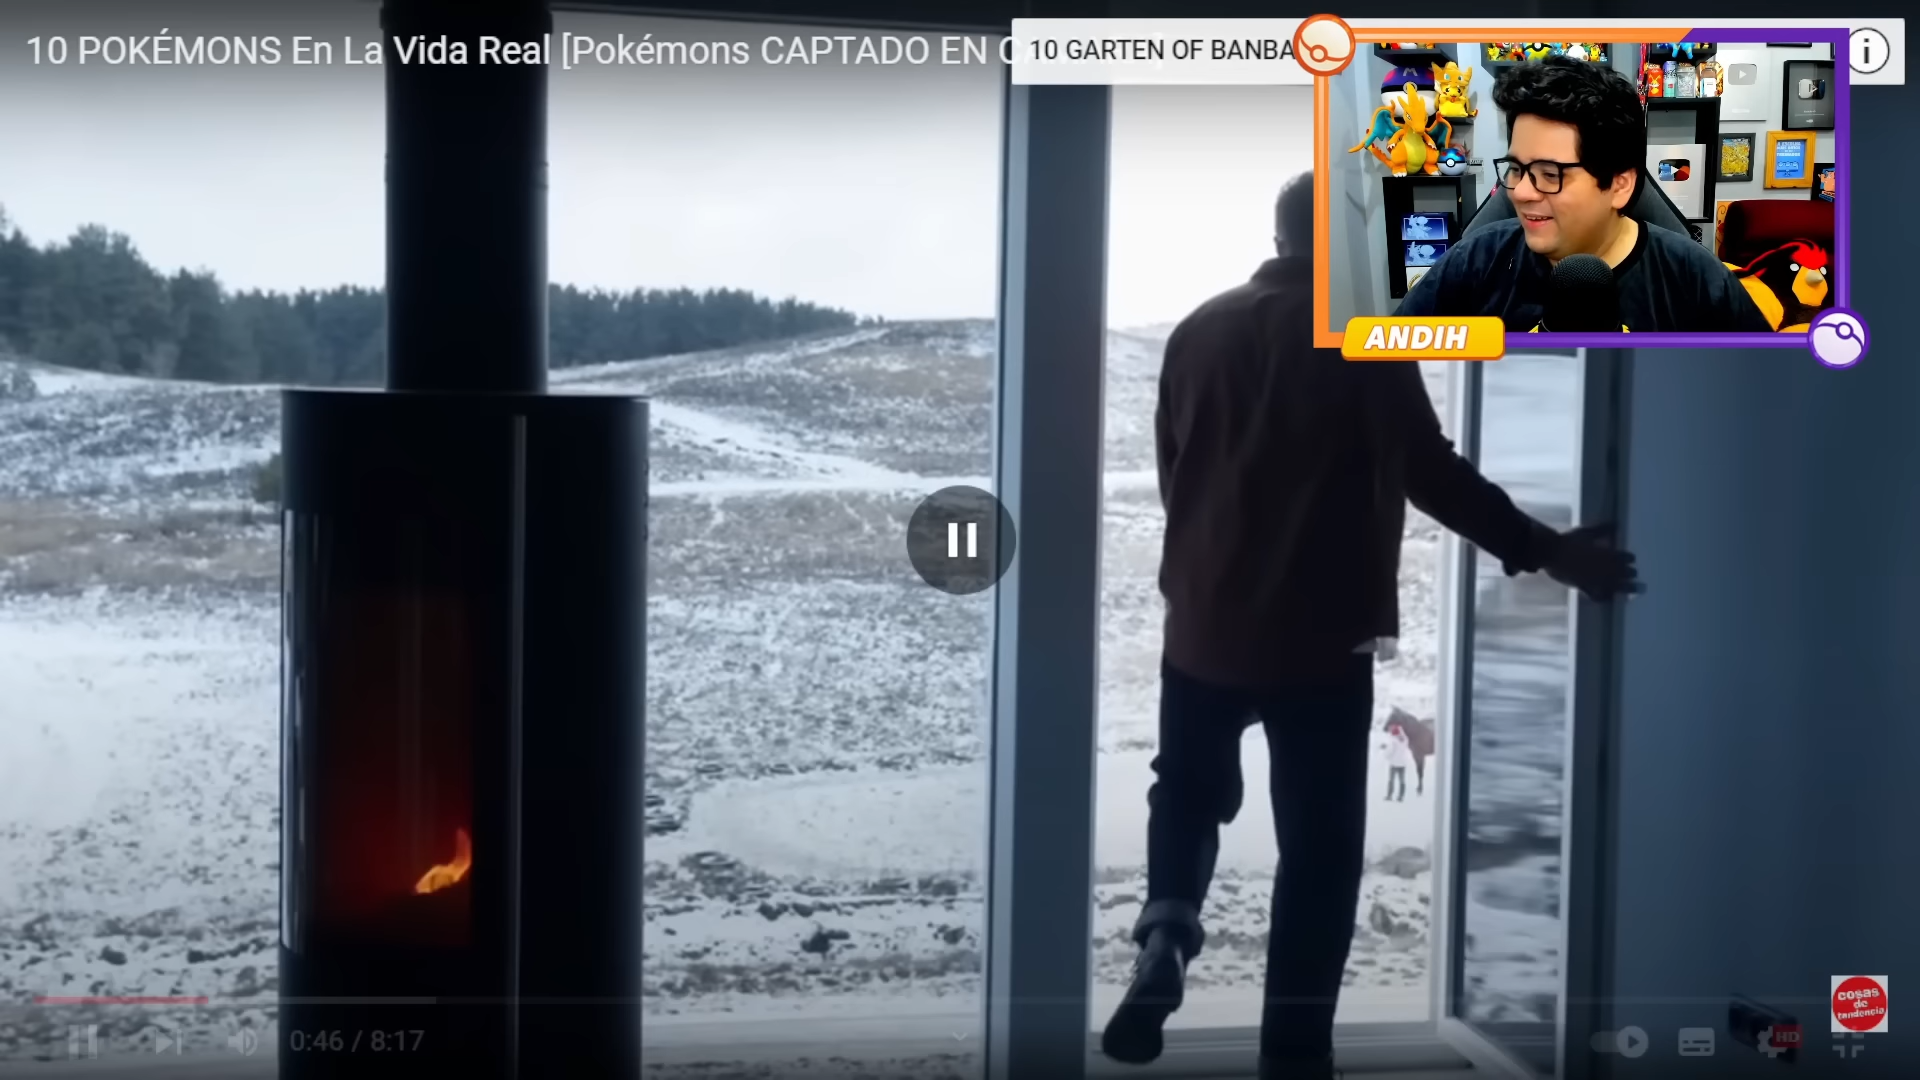 10 POKÉMONS En La Vida Real [Pokémons CAPTADO EN C
10 GARTEN OF BANBA
i
ANDIH
cosas
de
tendencia
0:46 / 8:17
HD